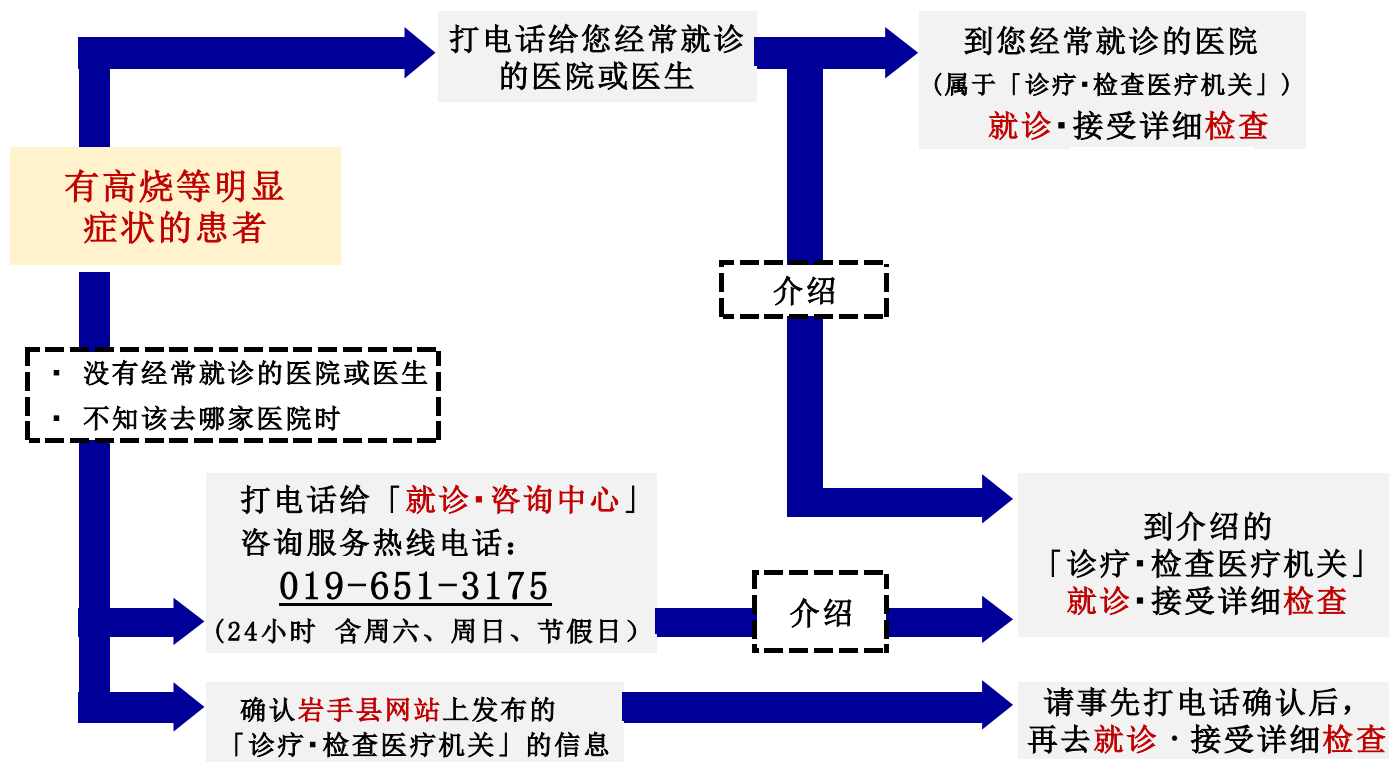 打电话给您经常就诊
的医院或医生
到您经常就诊的医院
(属于「诊疗·检查医疗机关」)
就诊·接受详细检查
有高烧等明显
症状的患者
介绍
· 没有经常就诊的医院或医生
· 不知该去哪家医院时
打电话给「就诊·咨询中心」
咨询服务热线电话：
019-651-3175
(24小时 含周六、周日、节假日)
介绍
到介绍的
「诊疗·检查医疗机关」
就诊·接受详细检查
确认岩手县网站上发布的
「诊疗·检查医疗机关」的信息
请事先打电话确认后，
再去就诊·接受详细检查